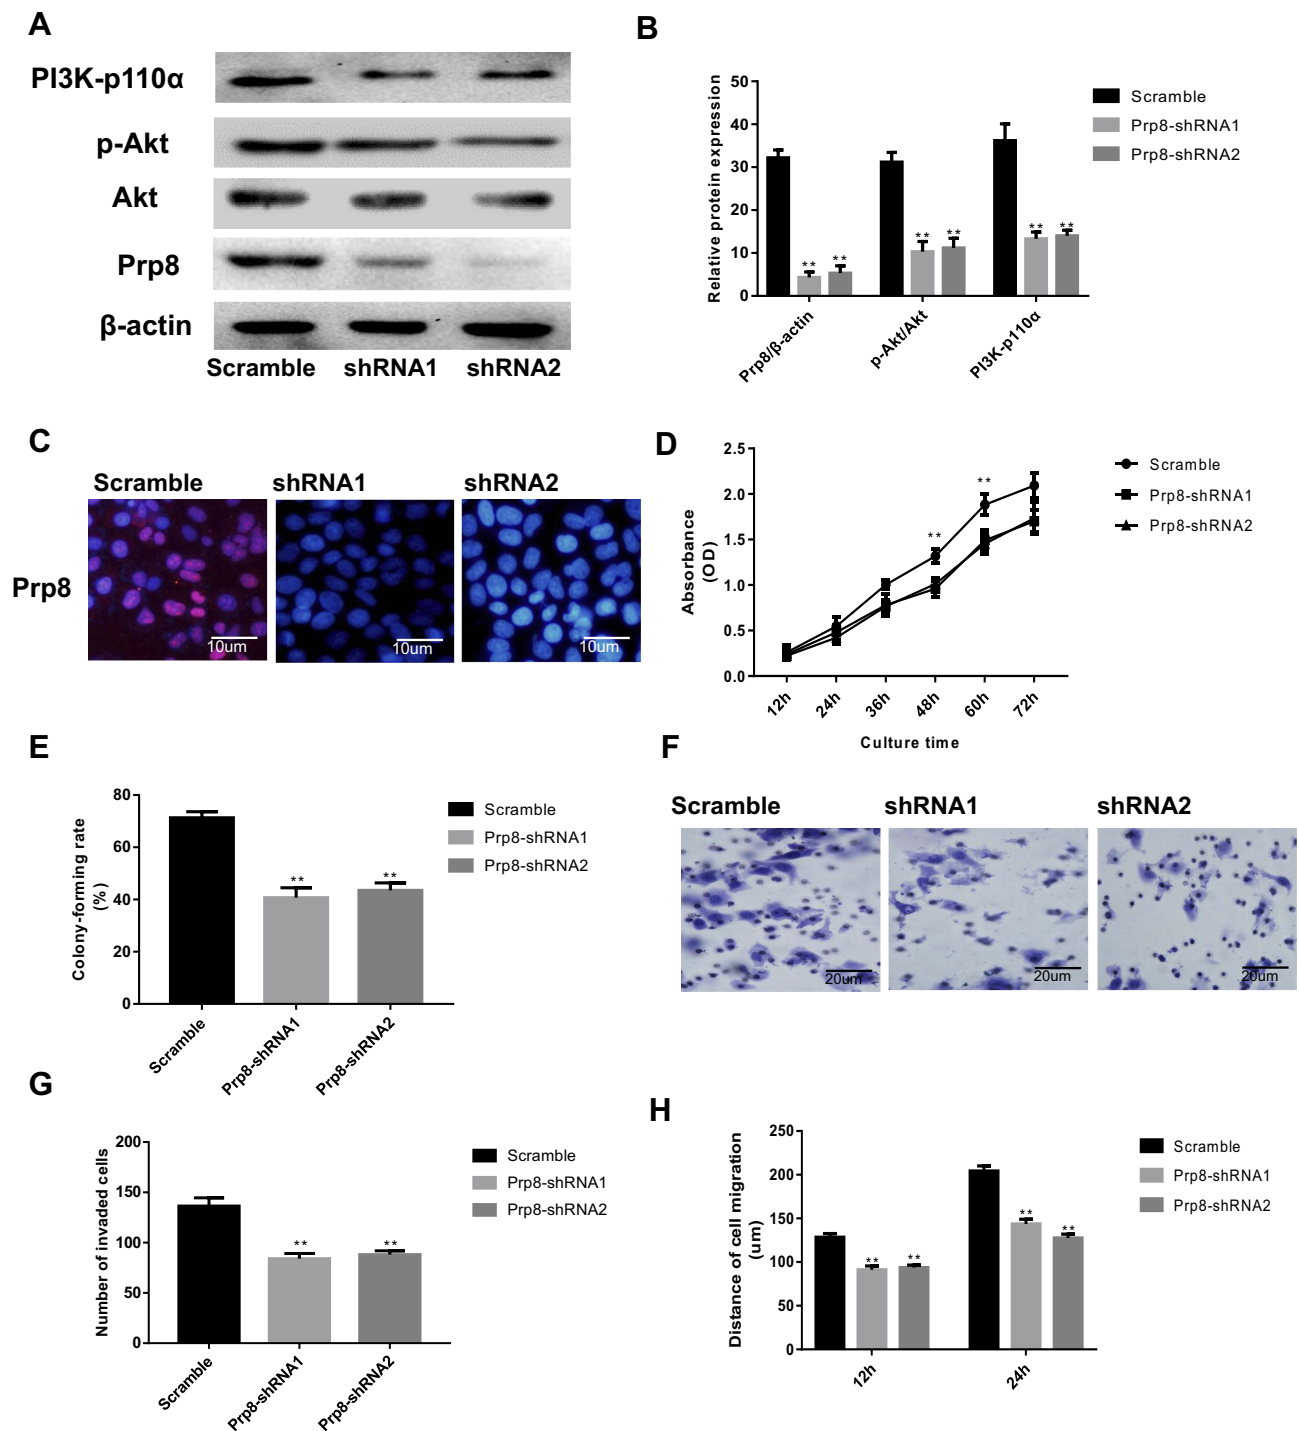 A
PI3K-p110α
p-Akt
Akt
Prp8
β-actin
Scramble shRNA1 shRNA2
B
Relative protein expression
50
40
30
20
10
0
** ** ** ** ** **
Prp8/β-actin p-Akt/Akt PI3K-p110α
Scramble
Prp8-shRNA1
Prp8-shRNA2
C
Scramble shRNA1 shRNA2
Prp8
10um 10um 10um
D
Absorbance
(OD)
2.5
2.0
1.5
1.0
0.5
0.0
** **
12h 24h 36h 48h 60h 72h
Culture time
Scramble
Prp8-shRNA1
Prp8-shRNA2
E
Colony-forming rate
(%)
80
60
40
20
0
** **
Scramble Prp8-shRNA1 Prp8-shRNA2
Scramble
Prp8-shRNA1
Prp8-shRNA2
F
Scramble shRNA1 shRNA2
20um 20um 20um
G
Number of invaded cells
200
150
100
50
0
** **
Scramble Prp8-shRNA1 Prp8-shRNA2
Scramble
Prp8-shRNA1
Prp8-shRNA2
H
Distance of cell migration
(um)
250
200
150
100
50
0
** ** ** **
12h 24h
Scramble
Prp8-shRNA1
Prp8-shRNA2